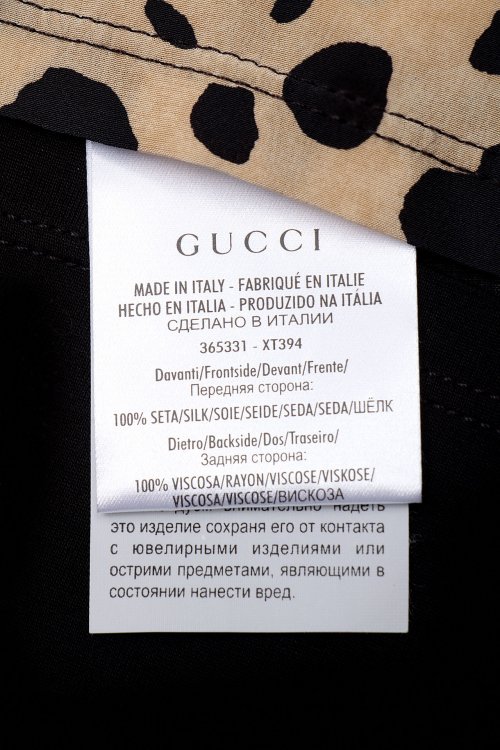 GUCCI
MADE IN ITALY - FABRIQUÉ EN ITALIE
HECHO EN ITALIA - PRODUZIDO NA ITÁLIA
СДЕЛАНО В ИТАЛИИ
365331 - XT394
Davanti/Frontside/Devant/Frente/
Передняя сторона:
100% SETA/SILK/SOIE/SEIDE/SEDA/SEDA/ШЁЛК
Dietro/Backside/Dos/Traseiro/
Задняя сторона:
100% VISCOSA/RAYON/VISCOSE/VISKOSE/
VISCOSA/VISCOSE/ВИСКОЗА
внимательно надеть
это изделие сохраня его от контакта
с ювелирными изделиями или
острими предметами, являющими в
состоянии нанести вред.